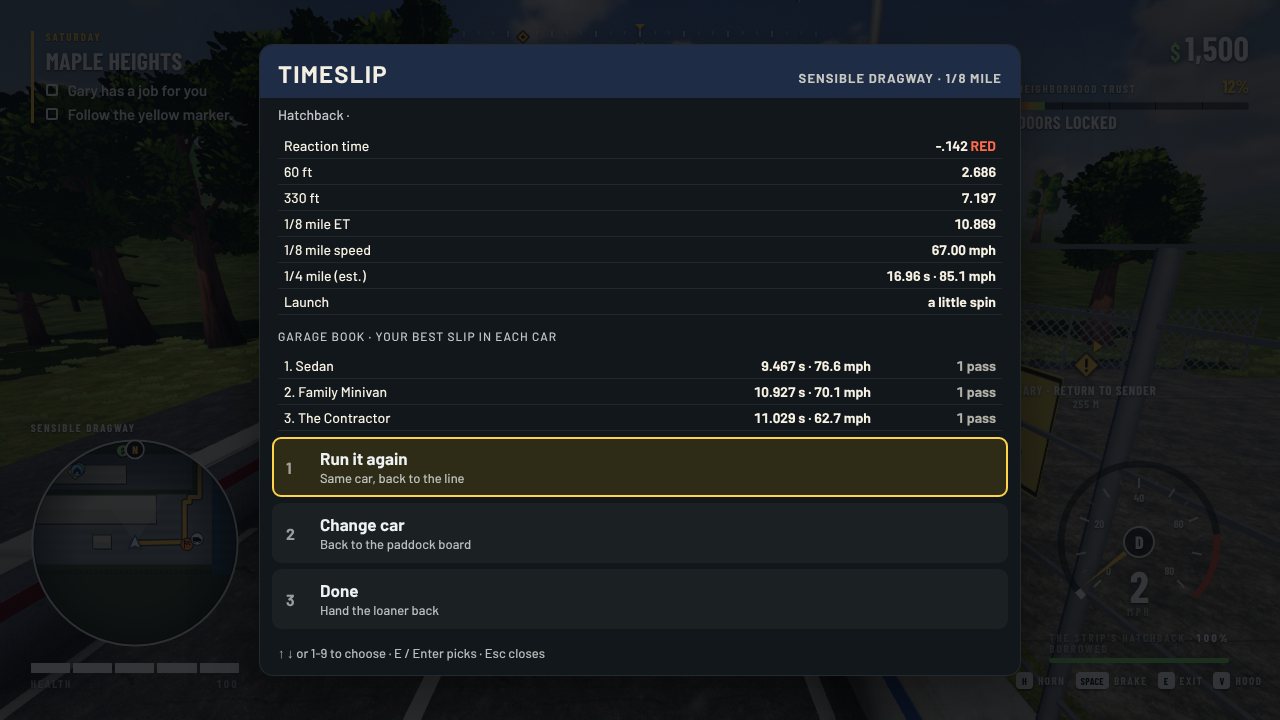 SATURDAY
MAPLE HEIGHTS
Gary has a job for you
Follow the yellow marker.
$1,500
NEIGHBORHOOD TRUST 12%
DOORS LOCKED
TIMESLIP
SENSIBLE DRAGWAY · 1/8 MILE
Hatchback ·
Reaction time -.142 RED
60 ft 2.686
330 ft 7.197
1/8 mile ET 10.869
1/8 mile speed 67.00 mph
1/4 mile (est.) 16.96 s · 85.1 mph
Launch a little spin
GARAGE BOOK · YOUR BEST SLIP IN EACH CAR
1. Sedan 9.467 s · 76.6 mph 1 pass
2. Family Minivan 10.927 s · 70.1 mph 1 pass
3. The Contractor 11.029 s · 62.7 mph 1 pass
1 Run it again
Same car, back to the line
2 Change car
Back to the paddock board
3 Done
Hand the loaner back
↑ ↓ or 1-9 to choose · E / Enter picks · Esc closes
SENSIBLE DRAGWAY
N
HEALTH 100
RETURN TO SENDER
255 M
0 20 40 60 80
D
2
MPH
THE STRIP'S HATCHBACK · 100%
BORROWED
H HORN SPACE BRAKE E EXIT V HOOD